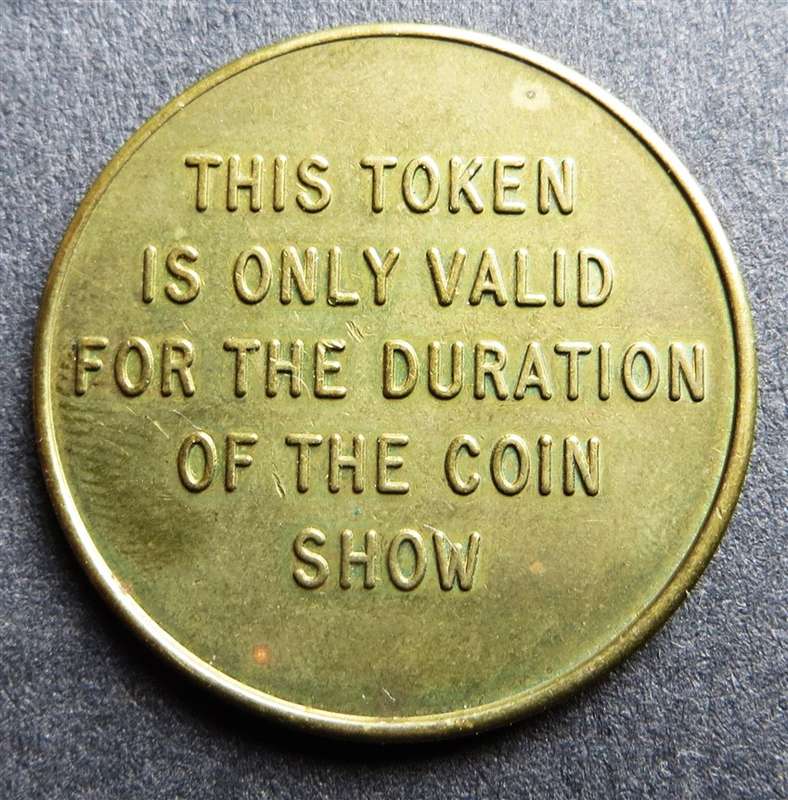 THIS TOKEN
IS ONLY VALID
FOR THE DURATION
OF THE COIN
SHOW